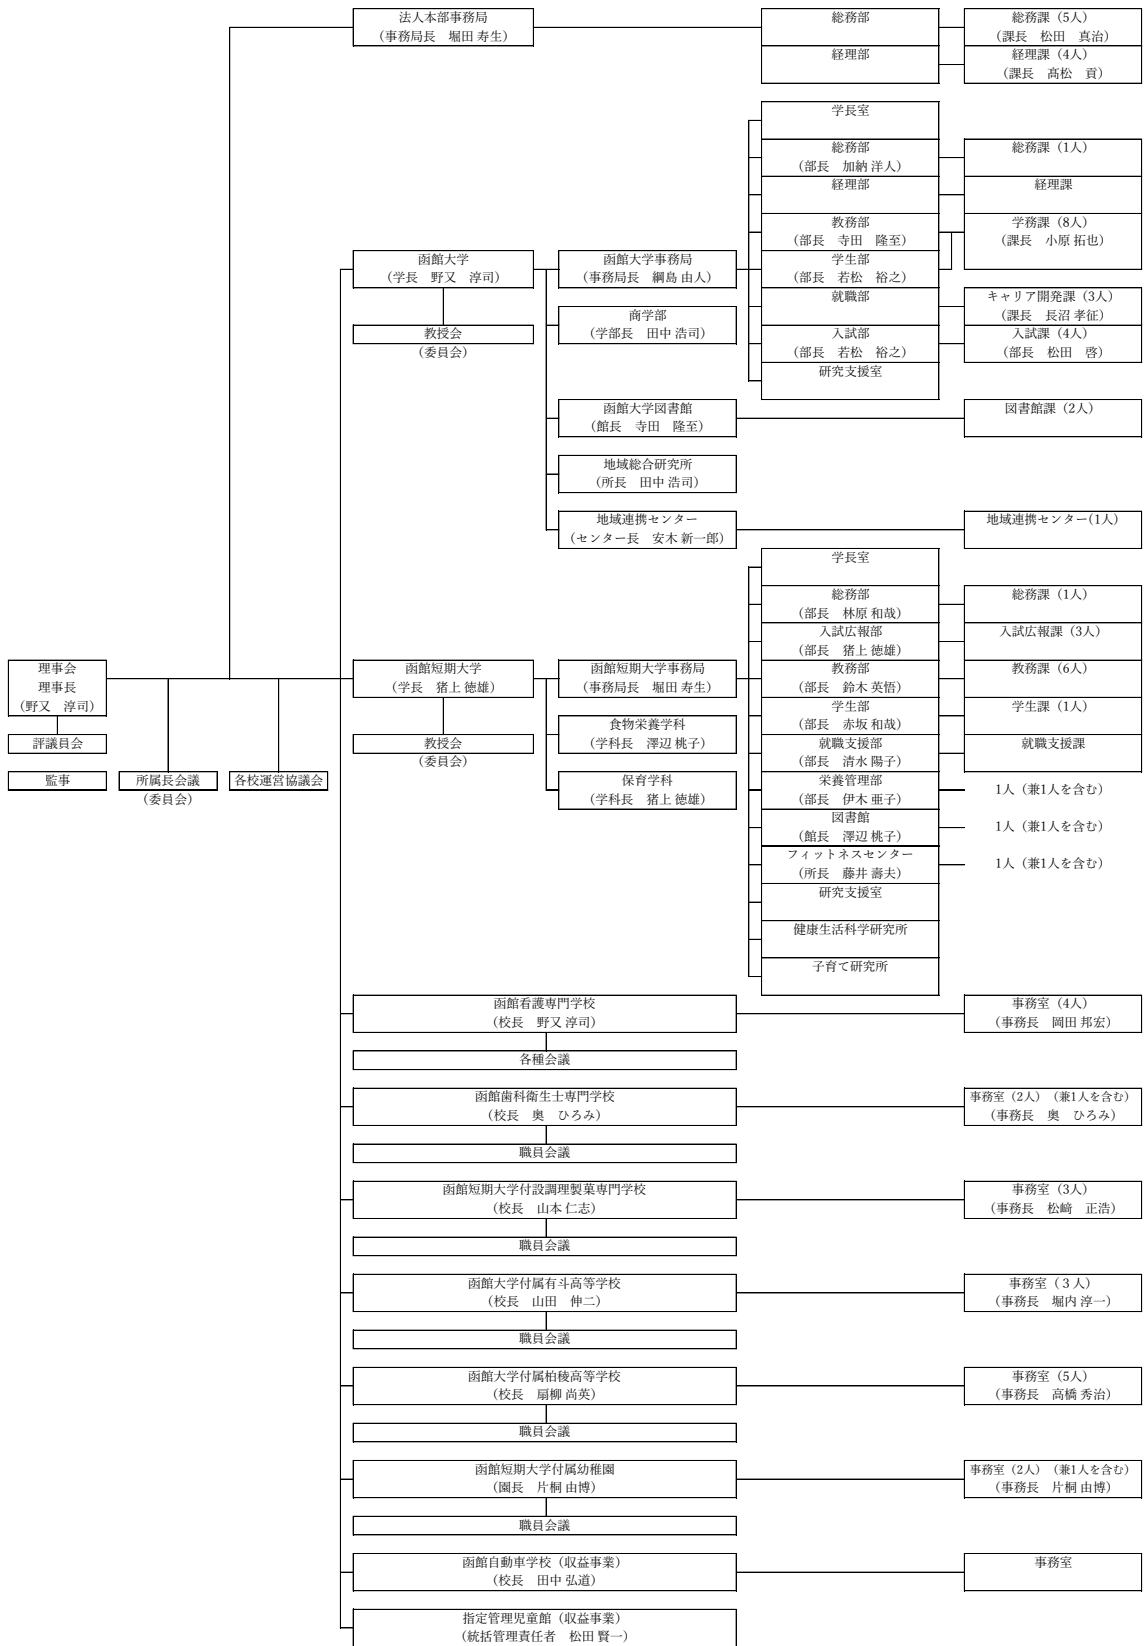 法人本部事務局
(事務局長　堀田 寿生)
総務部
総務課（5人）
(課長　松田　真治)
経理部
経理課（4人）
(課長　髙松　貢)
学長室
総務部
(部長　加納 洋人)
総務課（1人）
経理部
経理課
教務部
(部長　寺田　隆至)
学務課（8人）
(課長　小原 拓也)
函館大学
(学長　野又　淳司)
函館大学事務局
(事務局長　綱島 由人)
学生部
(部長　若松　裕之)
就職部
キャリア開発課（3人）
(課長　長沼 孝征)
商学部
(学部長　田中 浩司)
教授会
(委員会)
入試部
(部長　若松　裕之)
入試課（4人）
(部長　松田　啓)
研究支援室
函館大学図書館
(館長　寺田　隆至)
図書館課（2人）
地域総合研究所
(所長　田中 浩司)
地域連携センター
(センター長　安木 新一郎)
地域連携センター(1人)
学長室
総務部
(部長　林原 和哉)
総務課（1人）
入試広報部
(部長　猪上 徳雄)
入試広報課（3人）
理事会
理事長
(野又　淳司)
函館短期大学
(学長　猪上 徳雄)
函館短期大学事務局
(事務局長　堀田 寿生)
教務部
(部長　鈴木 英悟)
教務課（6人）
学生部
(部長　赤坂 和哉)
学生課（1人）
食物栄養学科
(学科長　澤辺 桃子)
評議員会
教授会
(委員会)
就職支援部
(部長　清水 陽子)
就職支援課
監事
所属長会議
(委員会)
各校運営協議会
保育学科
(学科長　猪上 徳雄)
栄養管理部
(部長　伊木 亜子)
1人（兼1人を含む）
図書館
(館長　澤辺 桃子)
1人（兼1人を含む）
フィットネスセンター
(所長　藤井 壽夫)
1人（兼1人を含む）
研究支援室
健康生活科学研究所
子育て研究所
函館看護専門学校
(校長　野又 淳司)
事務室（4人）
(事務長　岡田 邦宏)
各種会議
函館歯科衛生士専門学校
(校長　奥　ひろみ)
事務室（2人）（兼1人を含む）
(事務長　奥　ひろみ)
職員会議
函館短期大学付設調理製菓専門学校
(校長　山本 仁志)
事務室（3人）
(事務長　松﨑　正浩)
職員会議
函館大学付属有斗高等学校
(校長　山田　伸二)
事務室（３人）
(事務長　堀内 淳一)
職員会議
函館大学付属柏稜高等学校
(校長　扇柳 尚英)
事務室（5人）
(事務長　高橋 秀治)
職員会議
函館短期大学付属幼稚園
(園長　片桐 由博)
事務室（2人）（兼1人を含む）
(事務長　片桐 由博)
職員会議
函館自動車学校（収益事業）
(校長　田中 弘道)
事務室
指定管理児童館（収益事業）
(統括管理責任者　松田 賢一)